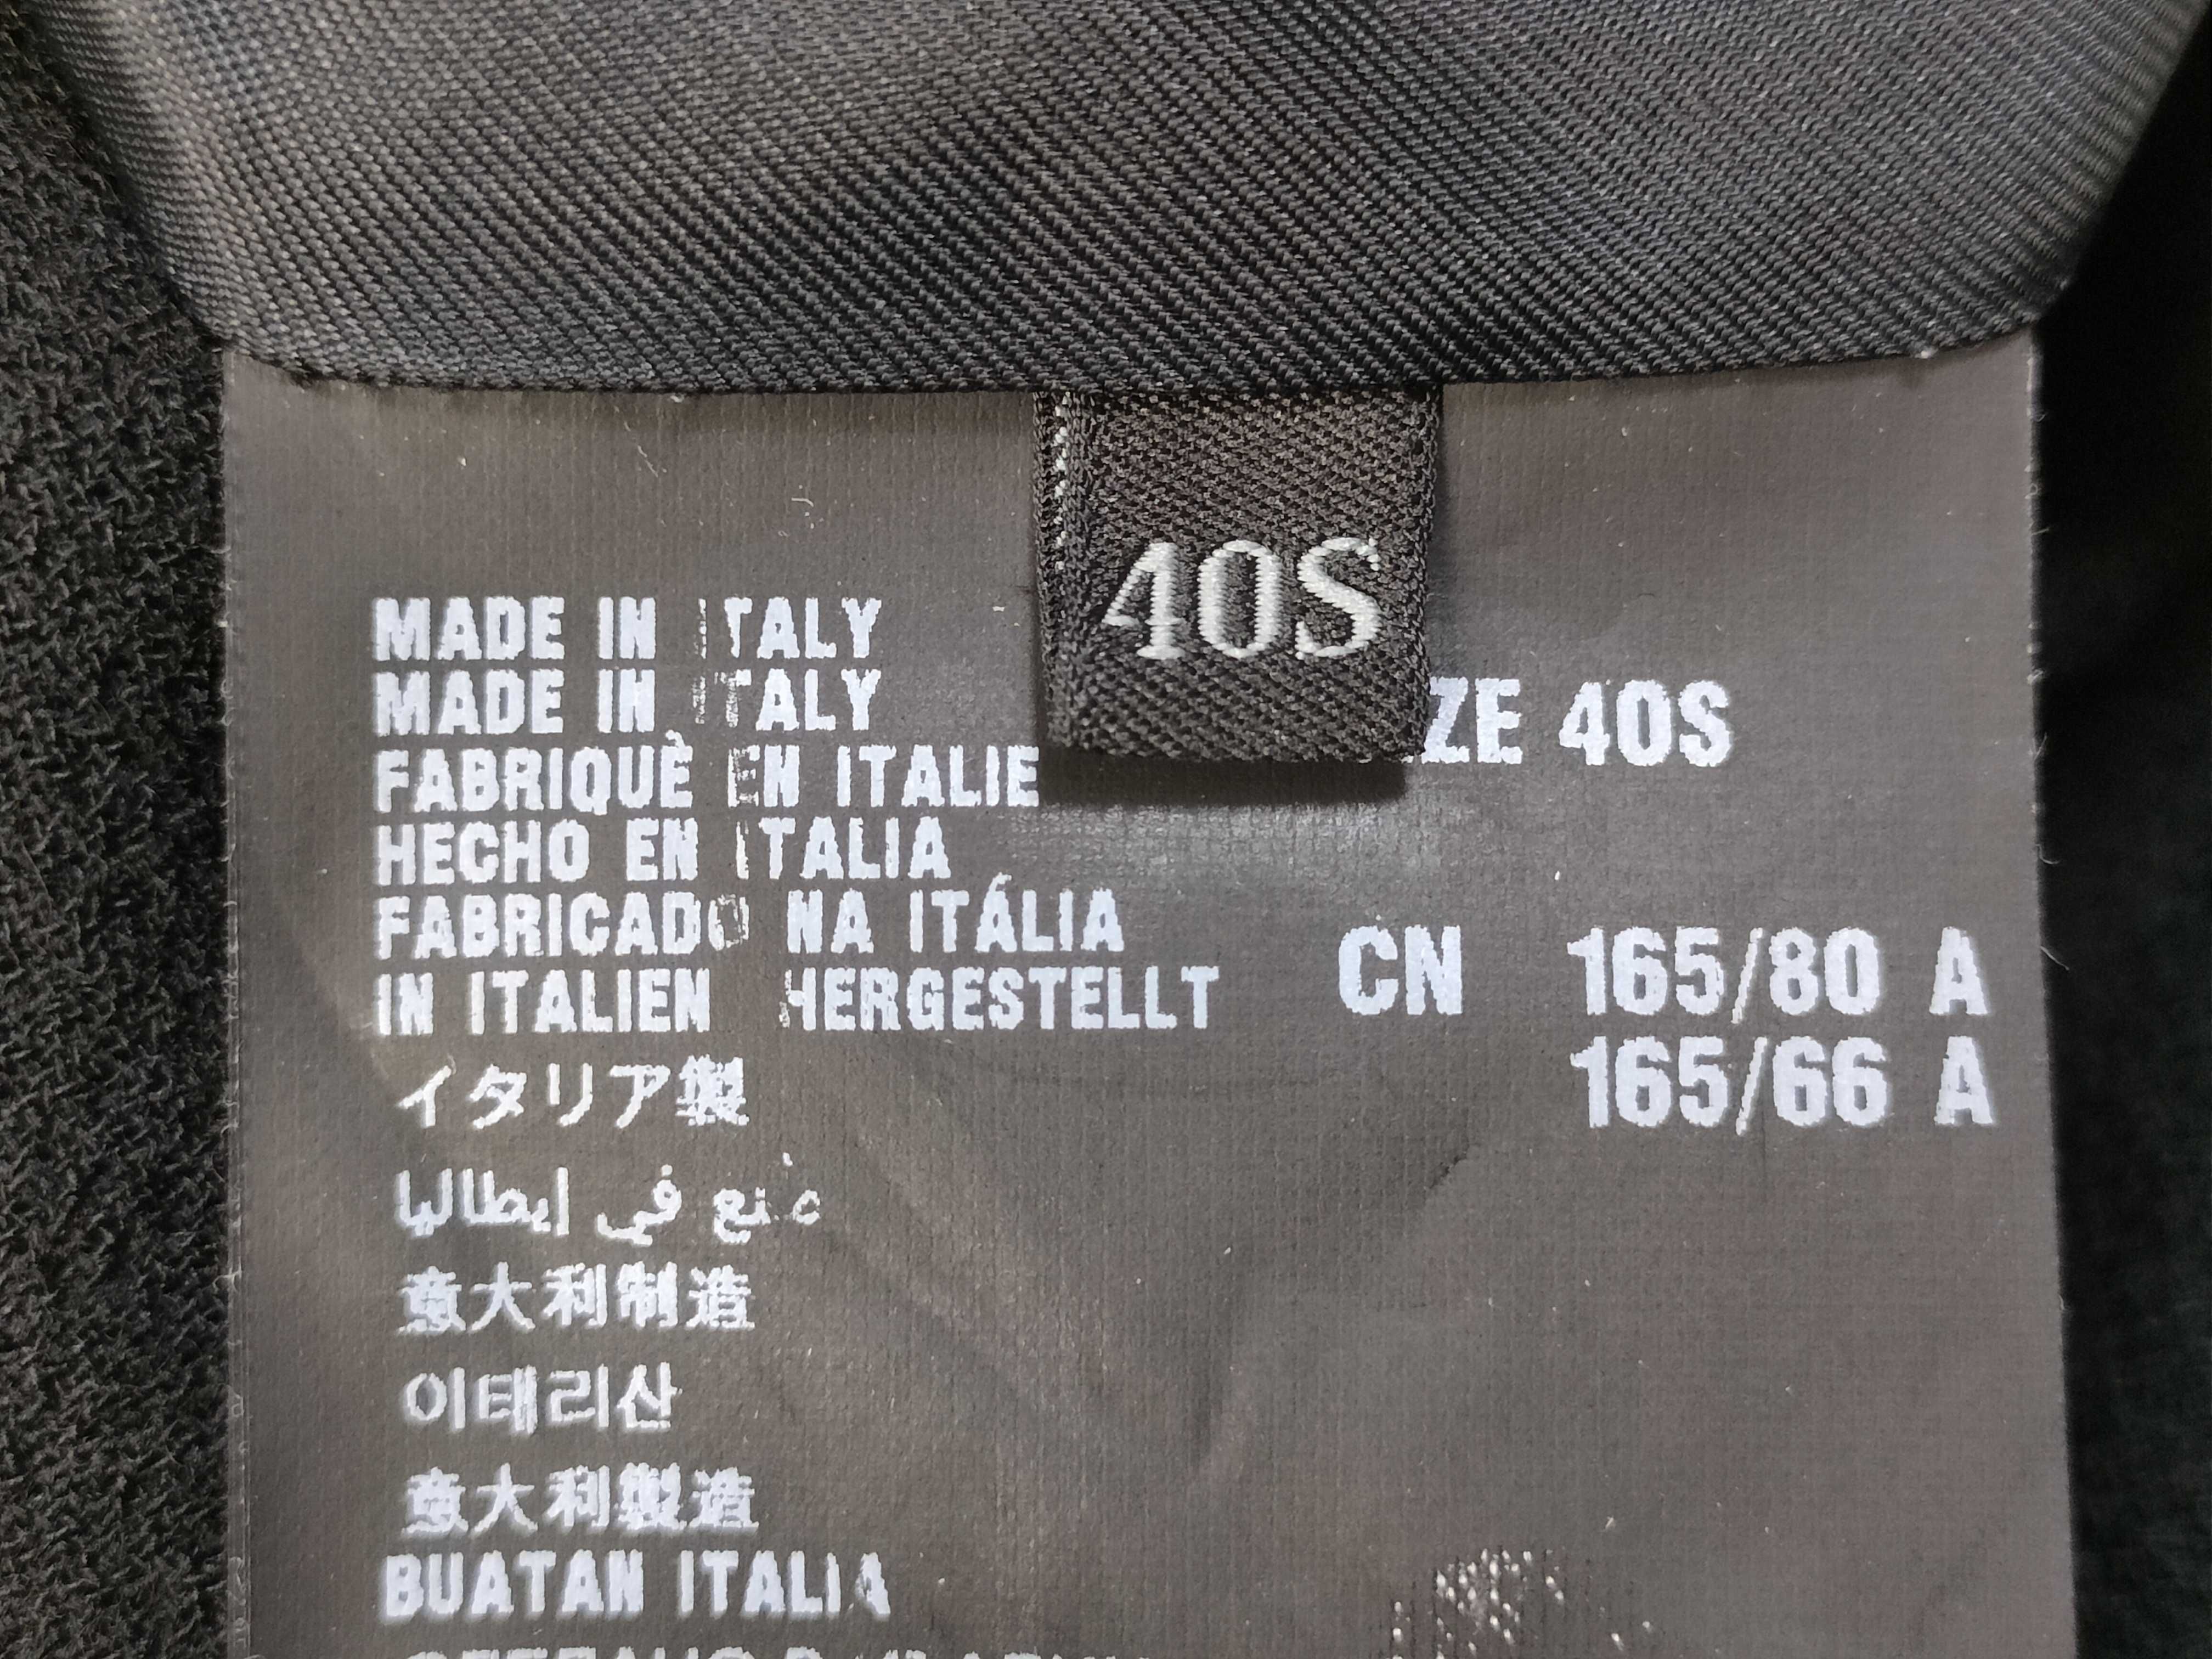 40S
MADE IN ITALY
MADE IN ITALY
FABRIQUÈ EN ITALIE
HECHO EN ITALIA
FABRICADO NA ITÁLIA
IN ITALIEN HERGESTELLT
イタリア製
صنع في ايطاليا
意大利制造
이태리산
意大利製造
BUATAN ITALIA
ZE 40S
CN 165/80 A
165/66 A